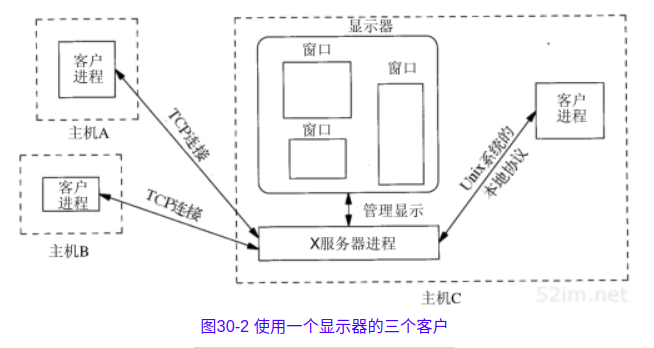 显示器
窗口
窗口
窗口
客户
进程
主机A
TCP连接
客户
进程
主机B
TCP连接
客户
进程
Unix系统的
本地协议
管理显示
X服务器进程
主机C
52im.net
图30-2 使用一个显示器的三个客户